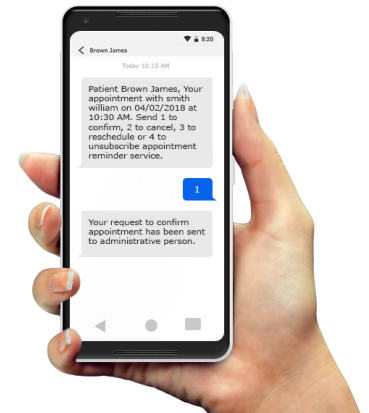 8:20
Brown James
Today 10:15 AM
Patient Brown James, Your
appointment with smith
william on 04/02/2018 at
10:30 AM. Send 1 to
confirm, 2 to cancel, 3 to
reschedule or 4 to
unsubscribe appointment
reminder service.
1
Your request to confirm
appointment has been sent
to administrative person.